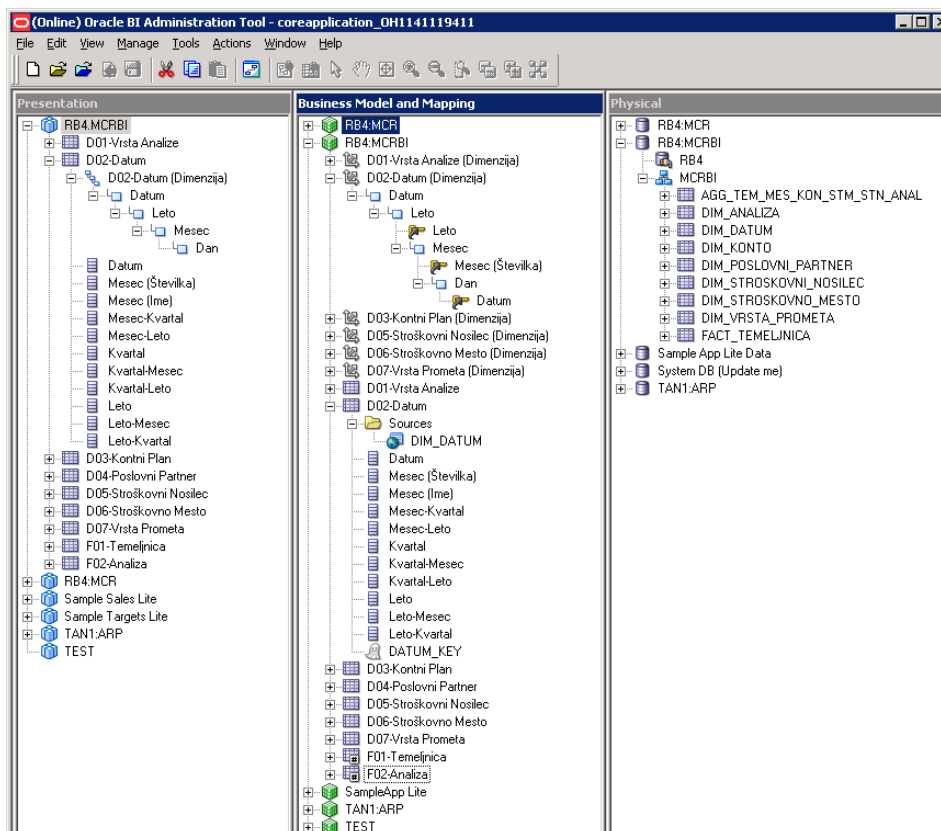 (Online) Oracle BI Administration Tool - coreapplication_OH1141119411
File Edit View Manage Tools Actions Window Help
Presentation
RB4.MCRBI
D01-Vrsta Analize
D02-Datum
D02-Datum (Dimenzija)
Datum
Leto
Mesec
Dan
Datum
Mesec (Številka)
Mesec (Ime)
Mesec-Kvartal
Mesec-Leto
Kvartal
Kvartal-Mesec
Kvartal-Leto
Leto
Leto-Mesec
Leto-Kvartal
D03-Kontni Plan
D04-Poslovni Partner
D05-Stroškovni Nosilec
D06-Stroškovno Mesto
D07-Vrsta Prometa
F01-Temeljnica
F02-Analiza
RB4:MCR
Sample Sales Lite
Sample Targets Lite
TAN1:ARP
TEST
Business Model and Mapping
RB4:MCR
RB4:MCRBI
D01-Vrsta Analize (Dimenzija)
D02-Datum (Dimenzija)
Datum
Leto
Leto
Mesec
Mesec (Številka)
Dan
Datum
D03-Kontni Plan (Dimenzija)
D05-Stroškovni Nosilec (Dimenzija)
D06-Stroškovno Mesto (Dimenzija)
D07-Vrsta Prometa (Dimenzija)
D01-Vrsta Analize
D02-Datum
Sources
DIM_DATUM
Datum
Mesec (Številka)
Mesec (Ime)
Mesec-Kvartal
Mesec-Leto
Kvartal
Kvartal-Mesec
Kvartal-Leto
Leto
Leto-Mesec
Leto-Kvartal
DATUM_KEY
D03-Kontni Plan
D04-Poslovni Partner
D05-Stroškovni Nosilec
D06-Stroškovno Mesto
D07-Vrsta Prometa
F01-Temeljnica
F02-Analiza
SampleApp Lite
TAN1:ARP
TEST
Physical
RB4:MCR
RB4:MCRBI
RB4
MCRBI
AGG_TEM_MES_KON_STM_STN_ANAL
DIM_ANALIZA
DIM_DATUM
DIM_KONTO
DIM_POSLOVNI_PARTNER
DIM_STROSKOVNI_NOSILEC
DIM_STROSKOVNO_MESTO
DIM_VRSTA_PROMETA
FACT_TEMELJNICA
Sample App Lite Data
System DB (Update me)
TAN1:ARP